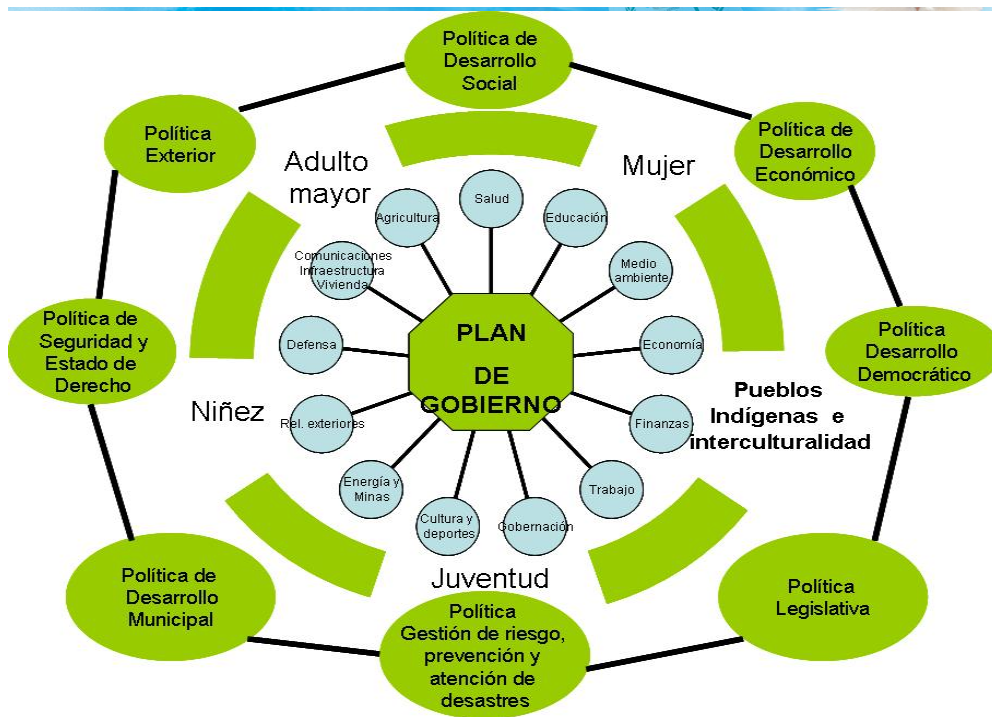 Política de
Desarrollo
Social
Política
Exterior
Política de
Desarrollo
Económico
Adulto
mayor
Mujer
Salud
Agricultura
Educación
Comunicaciones
Infraestructura
Vivienda
Medio
ambiente
Política de
Seguridad y
Estado de
Derecho
Defensa
PLAN
DE
GOBIERNO
Economía
Política
Desarrollo
Democrático
Niñez
Rel. exteriores
Finanzas
Pueblos
Indígenas e
interculturalidad
Energía y
Minas
Cultura y
deportes
Gobernación
Trabajo
Juventud
Política de
Desarrollo
Municipal
Política
Gestión de riesgo,
prevención y
atención de
desastres
Política
Legislativa